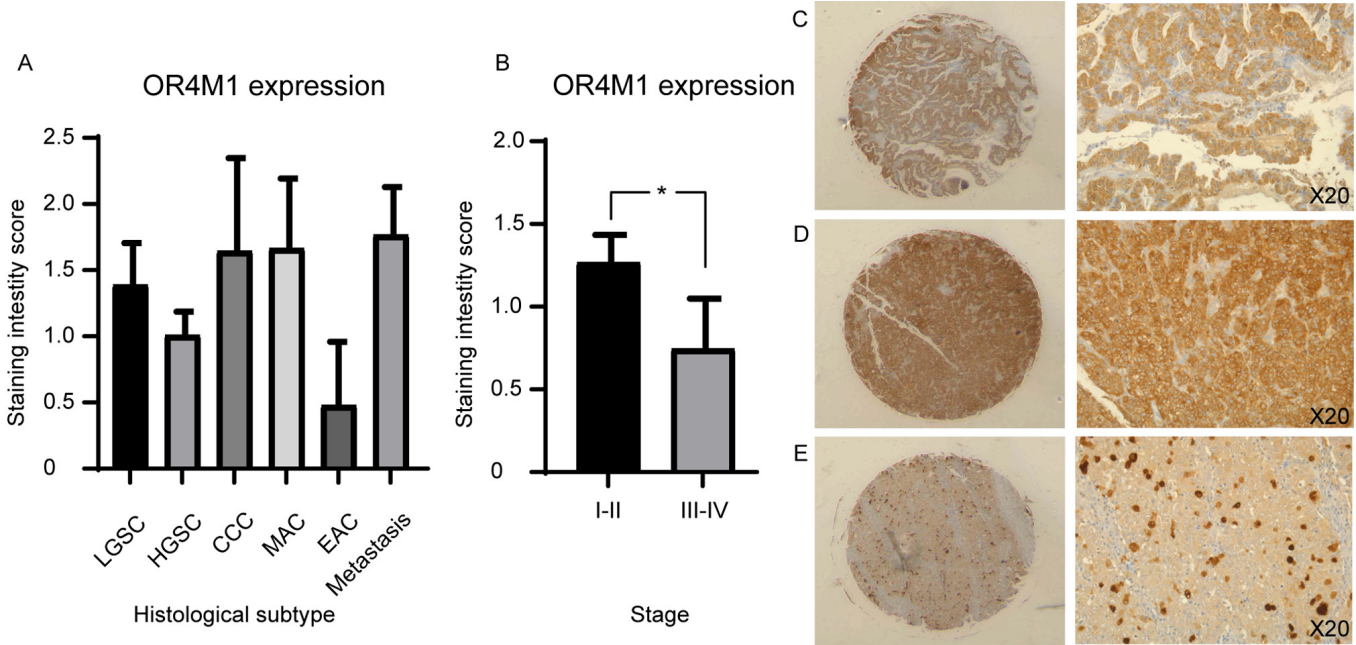 A
OR4M1 expression
Staining intestity score
2.5
2.0
1.5
1.0
0.5
0
LGSC
HGSC
CCC
MAC
EAC
Metastasis
Histological subtype
B
OR4M1 expression
Staining intestity score
2.0
1.5
1.0
0.5
0
*
I-II
III-IV
Stage
C
X20
D
X20
E
X20